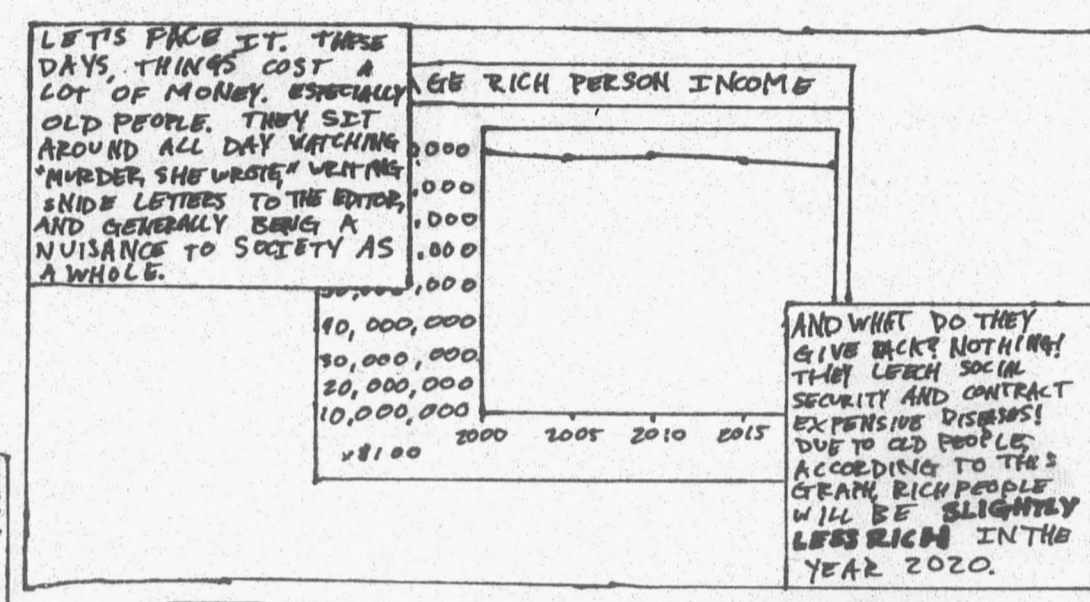 LET'S FACE IT. THESE
DAYS, THINGS COST A
LOT OF MONEY. ESPECIALLY
OLD PEOPLE. THEY SIT
AROUND ALL DAY WATCHING
"MURDER, SHE WROTE," WRITING
SNIDE LETTERS TO THE EDITOR,
AND GENERALLY BEING A
NUISANCE TO SOCIETY AS
A WHOLE.
AGE RICH PERSON INCOME
,000
,000
,000
,000
,000
40,000,000
30,000,000
20,000,000
10,000,000
2000 2005 2010 2015
x$100
AND WHAT DO THEY
GIVE BACK? NOTHING!
THEY LEECH SOCIAL
SECURITY AND CONTRACT
EXPENSIVE DISEASES!
DUE TO OLD PEOPLE,
ACCORDING TO THIS
GRAPH, RICH PEOPLE
WILL BE SLIGHTLY
LESS RICH IN THE
YEAR 2020.